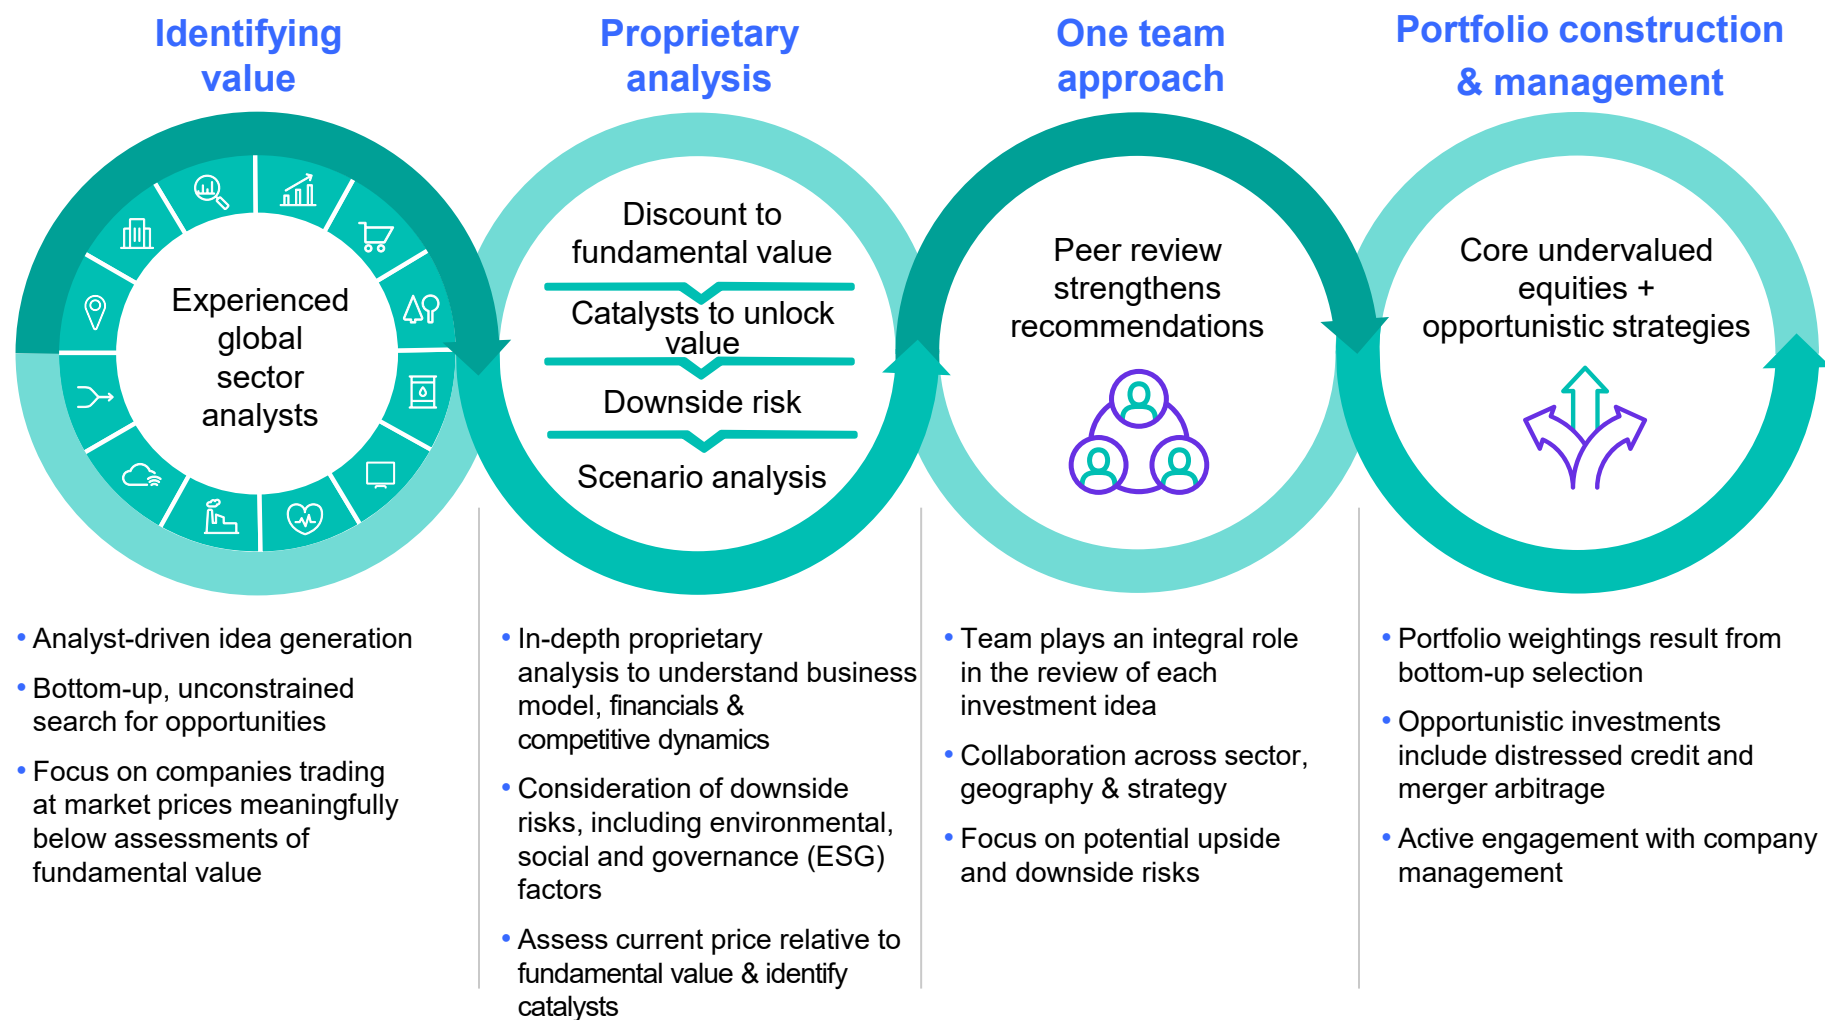 Identifying
value
Proprietary
analysis
One team
approach
Portfolio construction
& management
Experienced
global
sector
analysts
Discount to
fundamental value
Catalysts to unlock
value
Downside risk
Scenario analysis
Peer review
strengthens
recommendations
Core undervalued
equities +
opportunistic strategies
• Analyst-driven idea generation
• Bottom-up, unconstrained
search for opportunities
• Focus on companies trading
at market prices meaningfully
below assessments of
fundamental value
• In-depth proprietary
analysis to understand business
model, financials &
competitive dynamics
• Consideration of downside
risks, including environmental,
social and governance (ESG)
factors
• Assess current price relative to
fundamental value & identify
catalysts
• Team plays an integral role
in the review of each
investment idea
• Collaboration across sector,
geography & strategy
• Focus on potential upside
and downside risks
• Portfolio weightings result from
bottom-up selection
• Opportunistic investments
include distressed credit and
merger arbitrage
• Active engagement with company
management